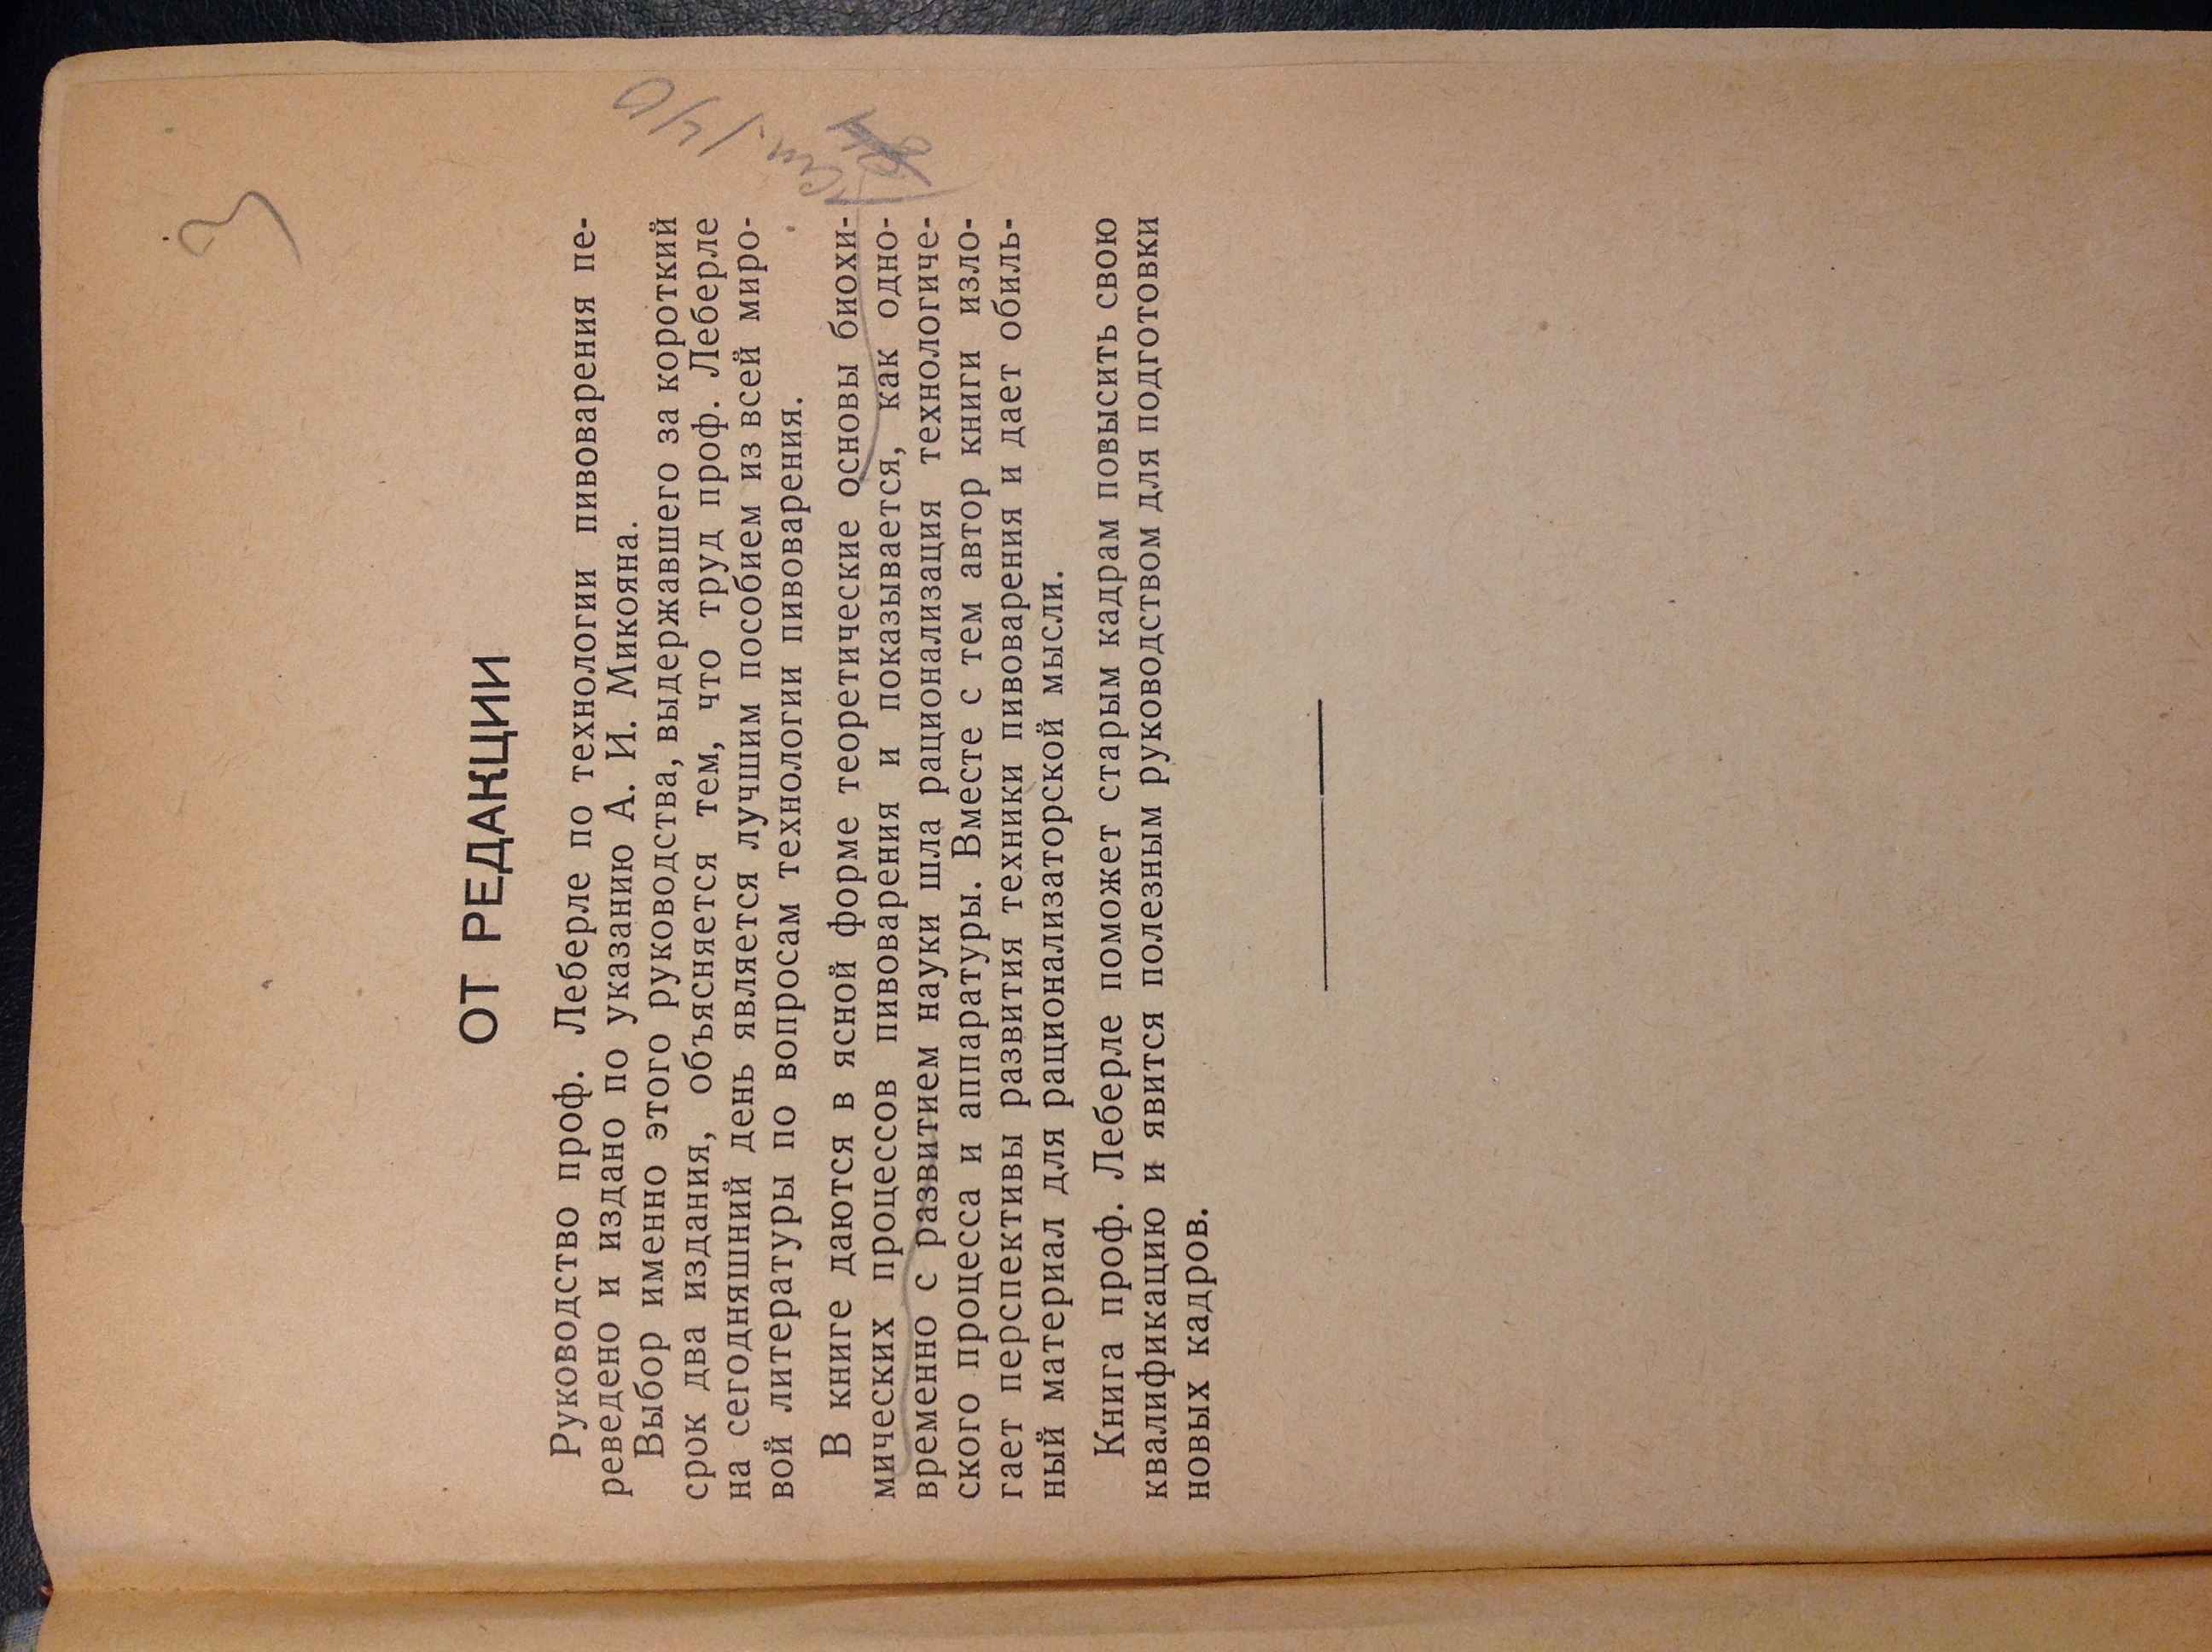 3
ОТ РЕДАКЦИИ
Руководство проф. Леберле по технологии пивоварения пе-
реведено и издано по указанию А. И. Микояна.
Выбор именно этого руководства, выдержавшего за короткий
срок два издания, объясняется тем, что труд проф. Леберле
на сегодняшний день является лучшим пособием из всей миро-
вой литературы по вопросам технологии пивоварения.
В книге даются в ясной форме теоретические основы биохи-
мических процессов пивоварения и показывается, как одно-
временно с развитием науки шла рационализация технологиче-
ского процесса и аппаратуры. Вместе с тем автор книги изло-
гает перспективы развития техники пивоварения и дает обиль-
ный материал для рационализаторской мысли.
Книга проф. Леберле поможет старым кадрам повысить свою
квалификацию и явится полезным руководством для подготовки
новых кадров.